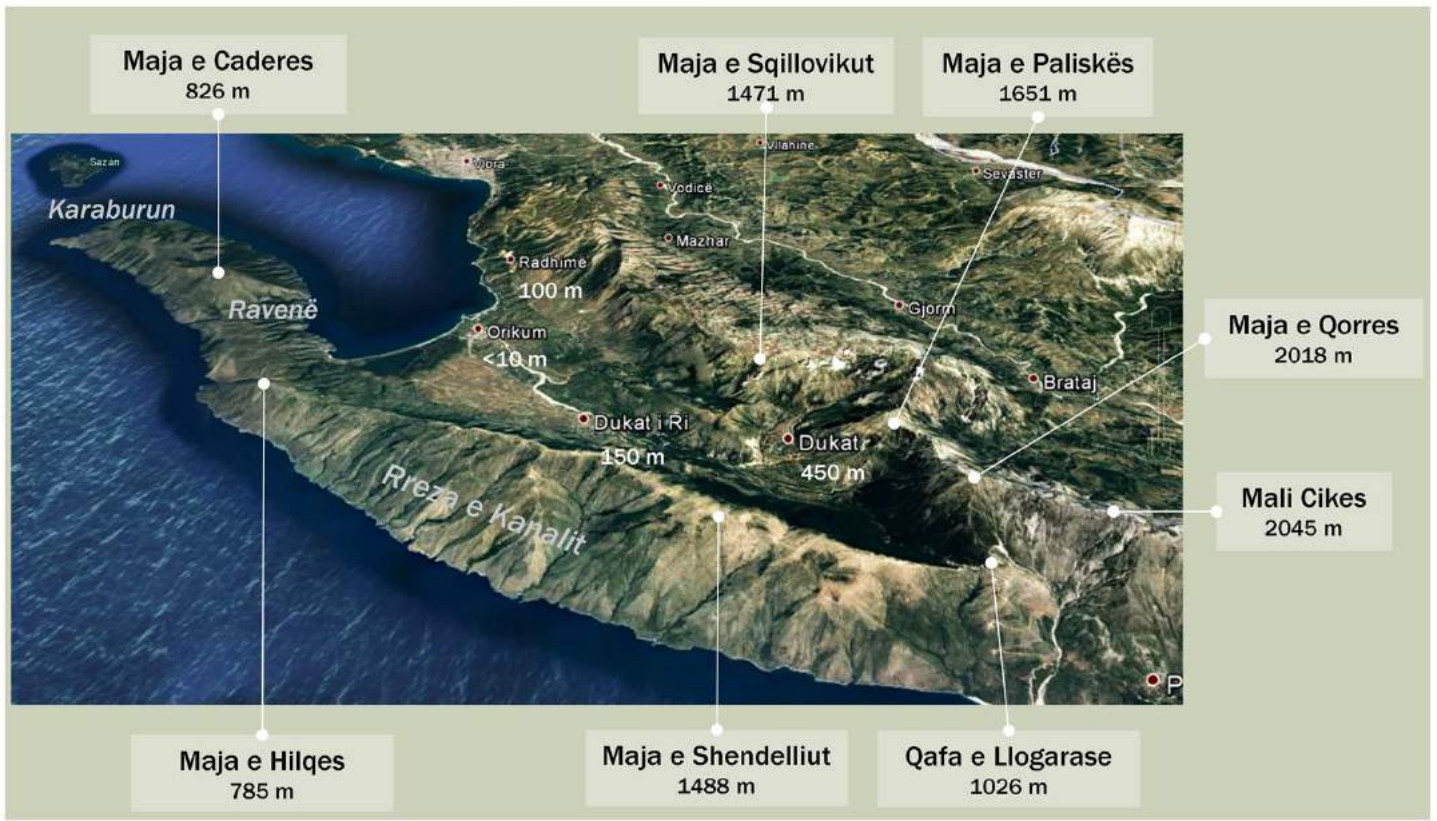 Maja e Caderes
826 m
Maja e Sqillovikut
1471 m
Maja e Paliskës
1651 m
Sazan
Vlora
Vllahine
Sevaster
Vodicë
Karaburun
Mazhar
Radhimë
100 m
Ravenë
Gjorm
Orikum
<10 m
Maja e Qorres
2018 m
Brataj
Dukat i Ri
150 m
Dukat
450 m
Rreza e Kanalit
Mali Cikes
2045 m
P
Maja e Hilqes
785 m
Maja e Shendelliut
1488 m
Qafa e Llogarase
1026 m